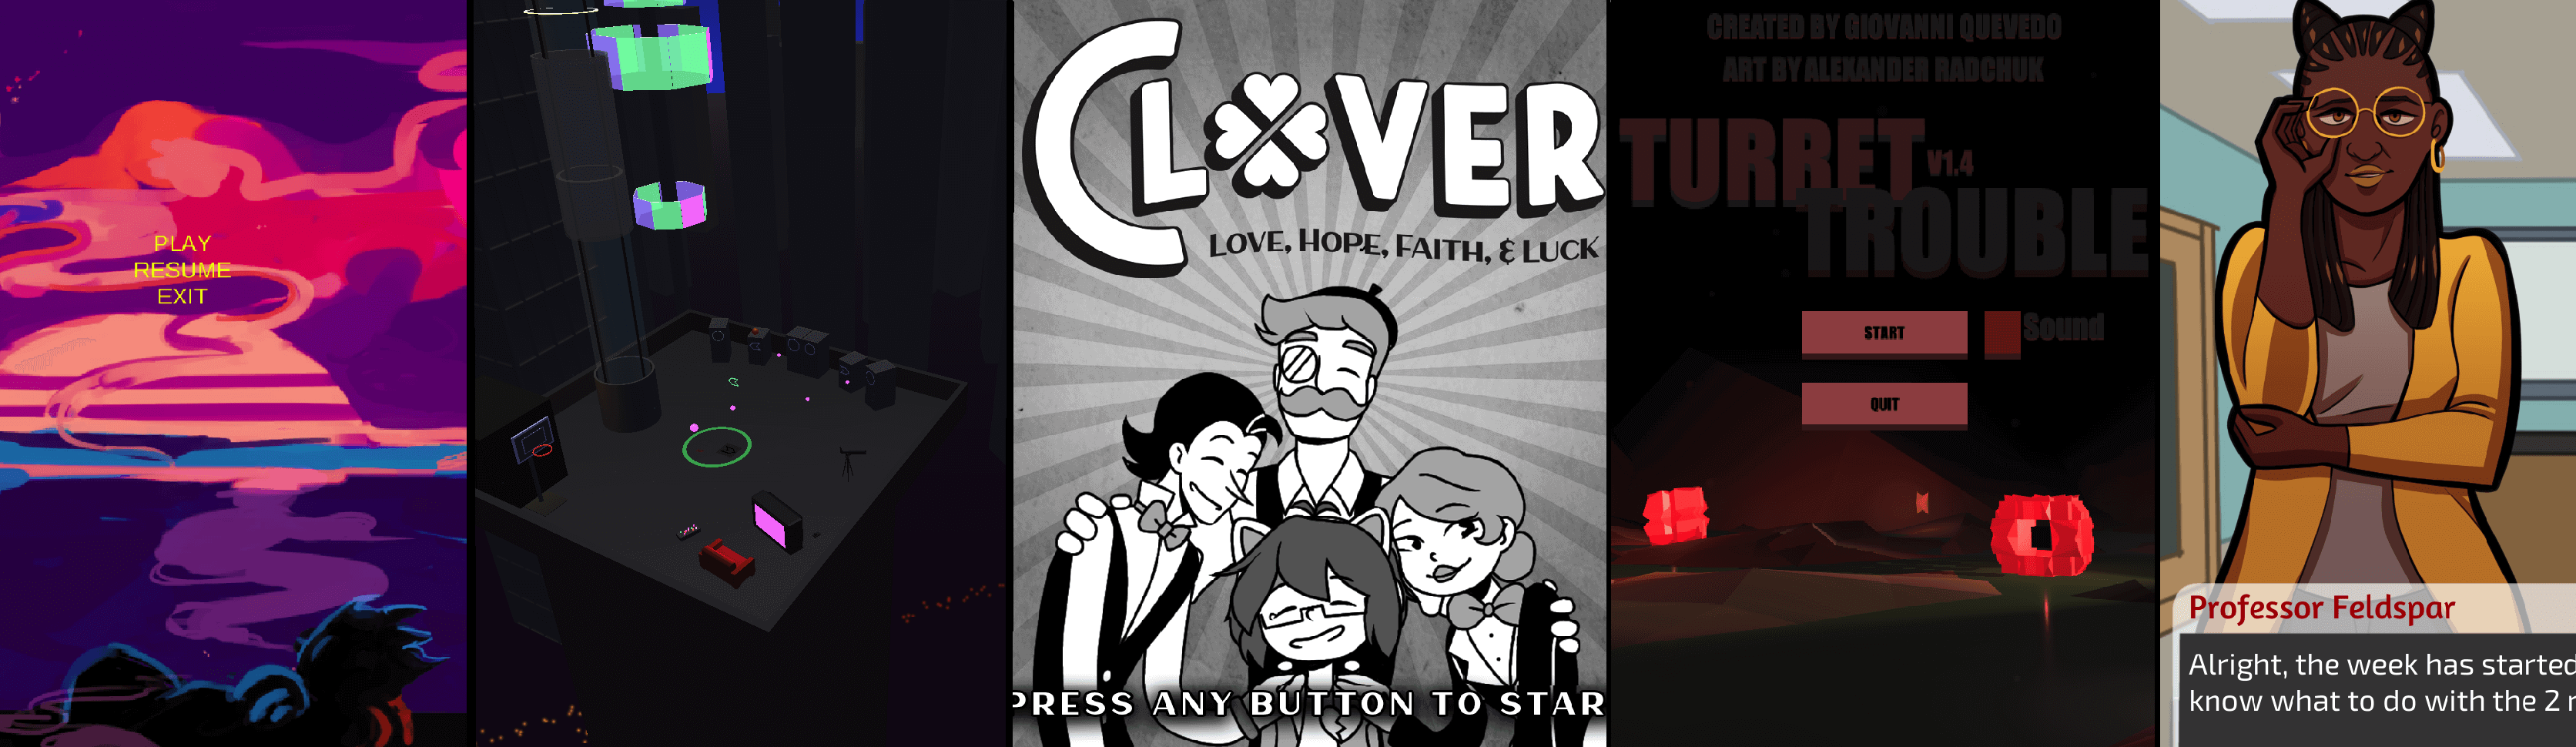 PLAY
RESUME
EXIT
CLOVER
LOVE, HOPE, FAITH, & LUCK
PRESS ANY BUTTON TO STAR
CREATED BY GIOVANNI QUEVEDO
ART BY ALEXANDER RADCHUK
TURRET V1.4
TROUBLE
START
Sound
QUIT
Professor Feldspar
Alright, the week has started
know what to do with the 2 r